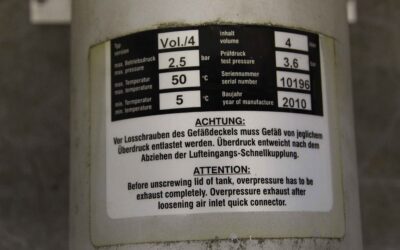 Typ version Vol./4 Inhalt volume 4
max. Betriebsdruck max. pressure 2,5 bar Prüfdruck test pressure 3,6
max. Temperatur max. temperature 50 °C Seriennummer serial number 10196
min. Temperatur min. temperature 5 °C Baujahr year of manufacture 2010
ACHTUNG:
Vor Losschrauben des Gefäßdeckels muss Gefäß von jeglichem
Überdruck entlastet werden. Überdruck entweicht nach dem
Abziehen der Lufteingangs-Schnellkupplung.
ATTENTION:
Before unscrewing lid of tank, overpressure has to be
exhaust completely. Overpressure exhaust after
loosening air inlet quick connector.